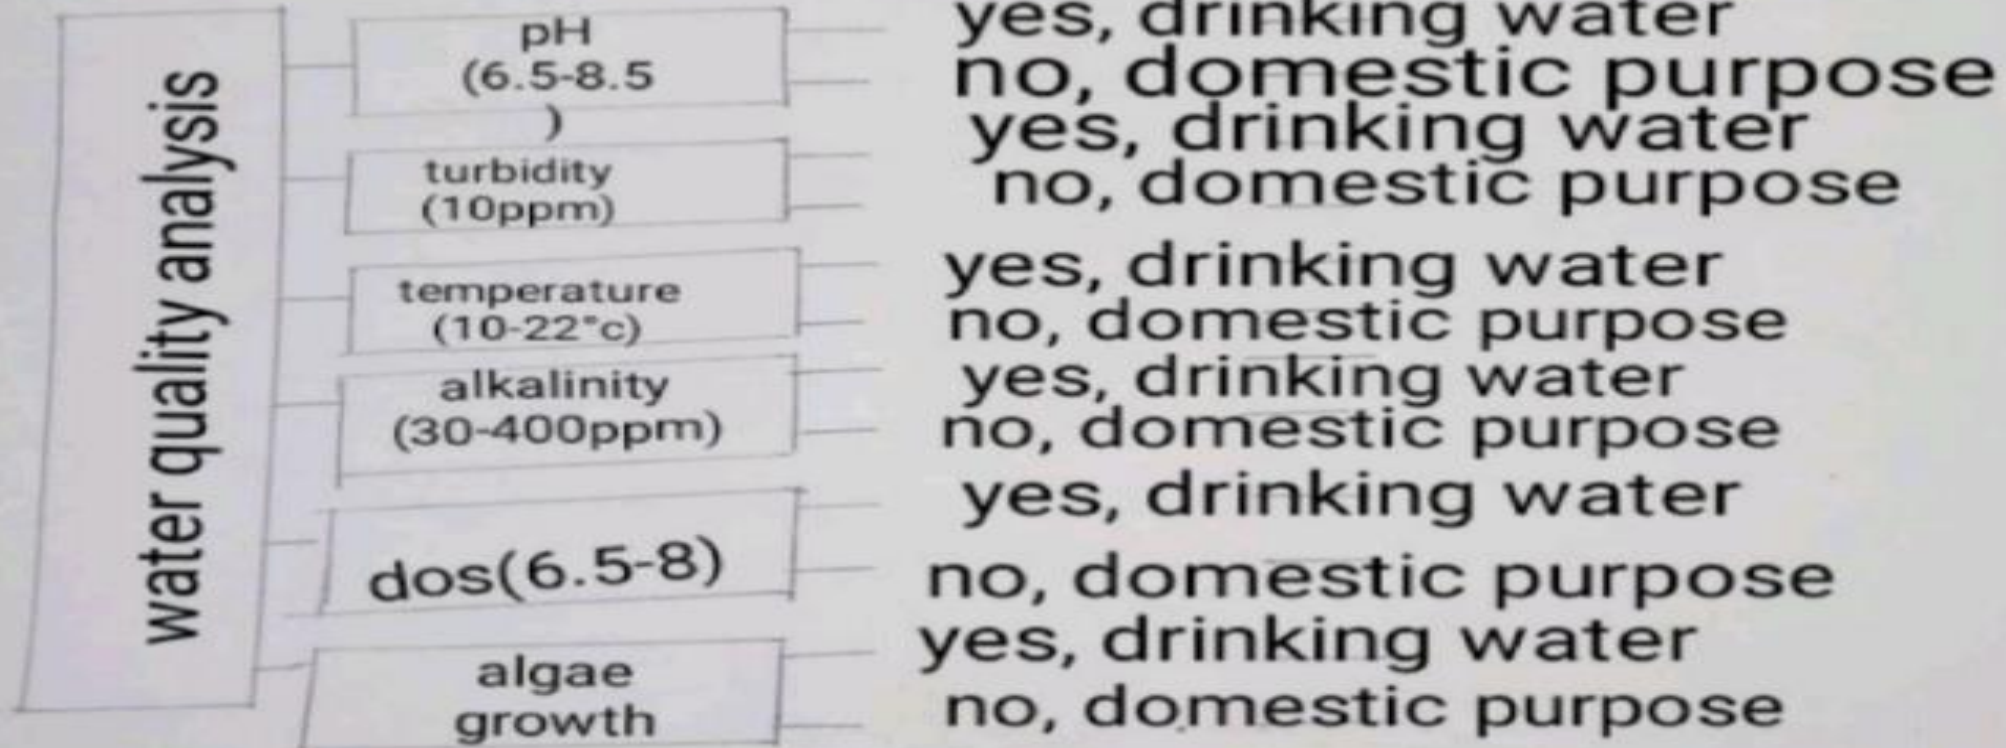 water quality analysis
pH
(6.5-8.5
)
yes, drinking water
no, domestic purpose
turbidity
(10ppm)
yes, drinking water
no, domestic purpose
temperature
(10-22°c)
yes, drinking water
no, domestic purpose
alkalinity
(30-400ppm)
yes, drinking water
no, domestic purpose
dos(6.5-8)
yes, drinking water
no, domestic purpose
algae
growth
yes, drinking water
no, domestic purpose